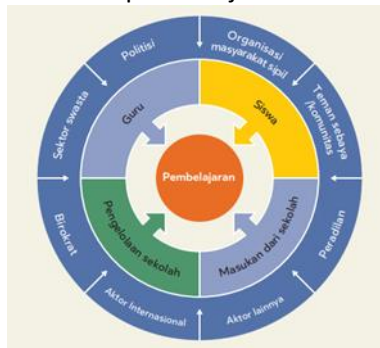 Politisi
Organisasi
masyarakat sipil
Sektor swasta
Teman sebaya
/komunitas
Guru
Siswa
Pembelajaran
Birokrat
Peradilan
Pengelolaan sekolah
Masukan dari sekolah
Aktor Internasional
Aktor lainnya